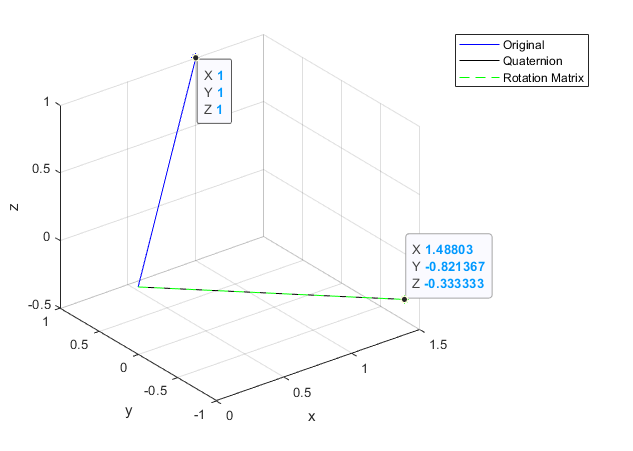 Original
Quaternion
Rotation Matrix
X 1
Y 1
Z 1
X 1.48803
Y -0.821367
Z -0.333333
z
1
0.5
0
-0.5
1
0.5
0
-0.5
-1
y
0
0.5
1
1.5
x